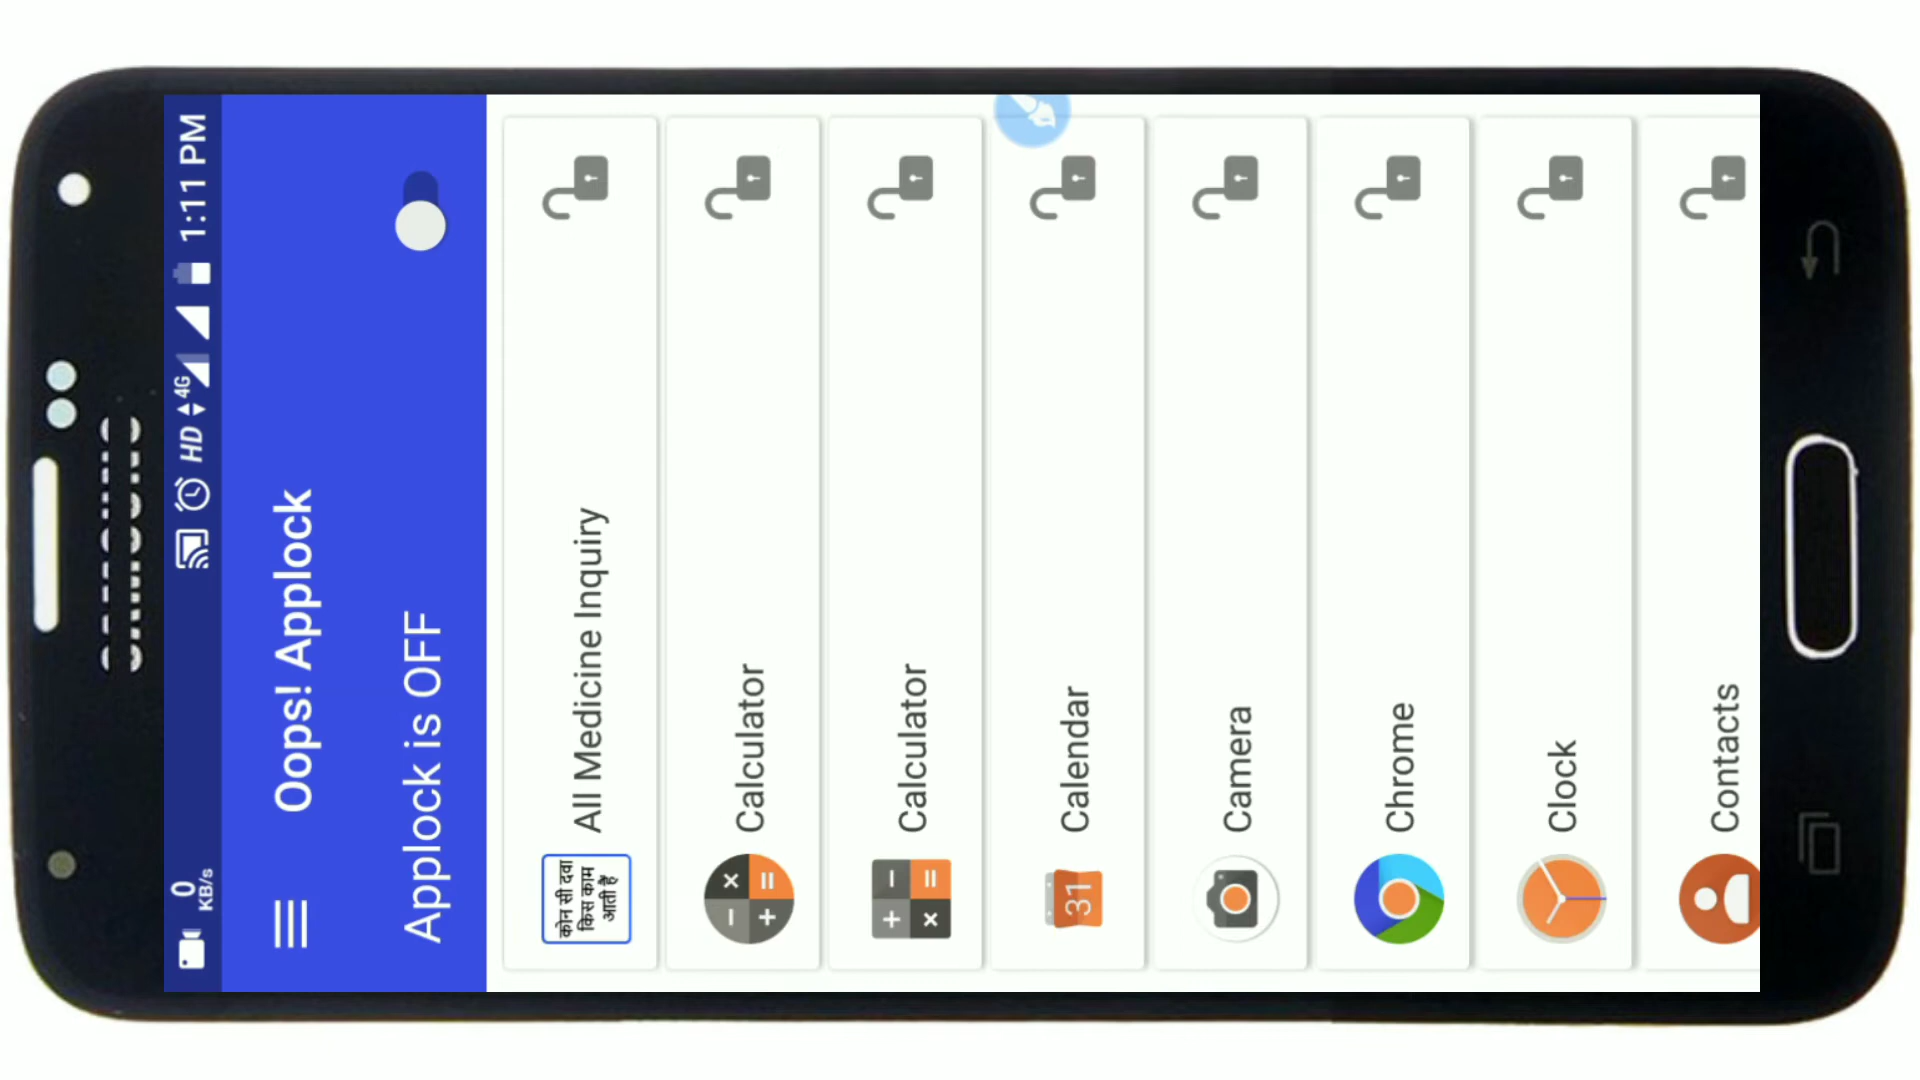 0 KB/s
HD 4G 1:11 PM
Oops! Applock
Applock is OFF
कोन सी दवा
किस काम
आती है
All Medicine Inquiry
Calculator
Calculator
31
Calendar
Camera
Chrome
Clock
Contacts